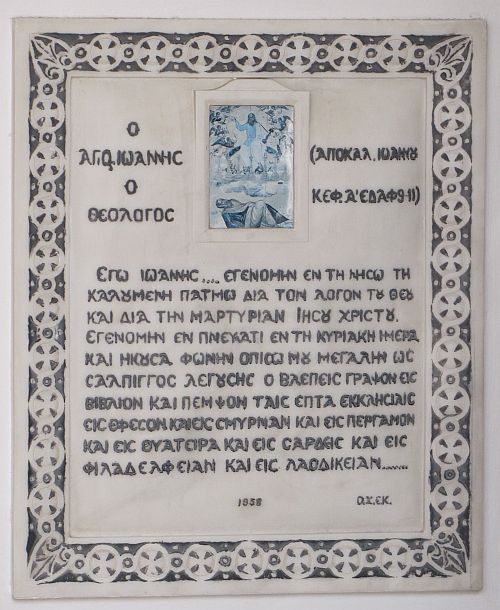 Ο
ΑΓΙΟΣ ΙΩΑΝΝΗΣ
Ο
ΘΕΟΛΟΓΟΣ
(ΑΠΟΚΑΛ. ΙΩΑΝΝΟΥ
ΚΕΦ. Α' ΕΔΑΦ 9-11)
ΕΓΩ ΙΩΑΝΝΗΣ .... ΕΓΕΝΟΜΗΝ ΕΝ ΤΗ ΝΗΣΩ ΤΗ
ΚΑΛΟΥΜΕΝΗ ΠΑΤΜΩ ΔΙΑ ΤΟΝ ΛΟΓΟΝ ΤΟΥ ΘΕΟΥ
ΚΑΙ ΔΙΑ ΤΗΝ ΜΑΡΤΥΡΙΑΝ ΙΗΣΟΥ ΧΡΙΣΤΟΥ.
ΕΓΕΝΟΜΗΝ ΕΝ ΠΝΕΥΑΤΙ ΕΝ ΤΗ ΚΥΡΙΑΚΗ ΗΜΕΡΑ
ΚΑΙ ΗΚΟΥΣΑ ΦΩΝΗΝ ΟΠΙΣΩ ΜΟΥ ΜΕΓΑΛΗΝ ΩΣ
ΣΑΛΠΙΓΓΟΣ ΛΕΓΟΥΣΗΣ Ο ΒΛΕΠΕΙΣ ΓΡΑΨΟΝ ΕΙΣ
ΒΙΒΛΙΟΝ ΚΑΙ ΠΕΜΨΟΝ ΤΑΙΣ ΕΠΤΑ ΕΚΚΛΗΣΙΑΙΣ
ΕΙΣ ΘΦΕΣΟΝ ΚΑΙ ΕΙΣ ΣΜΥΡΝΑΝ ΚΑΙ ΕΙΣ ΠΕΡΓΑΜΟΝ
ΚΑΙ ΕΙΣ ΘΥΑΤΕΙΡΑ ΚΑΙ ΕΙΣ ΣΑΡΔΕΙΣ ΚΑΙ ΕΙΣ
ΦΙΛΑΔΕΛΦΕΙΑΝ ΚΑΙ ΕΙΣ ΛΑΟΔΙΚΕΙΑΝ........
1958 Ο.Σ.ΕΚ.